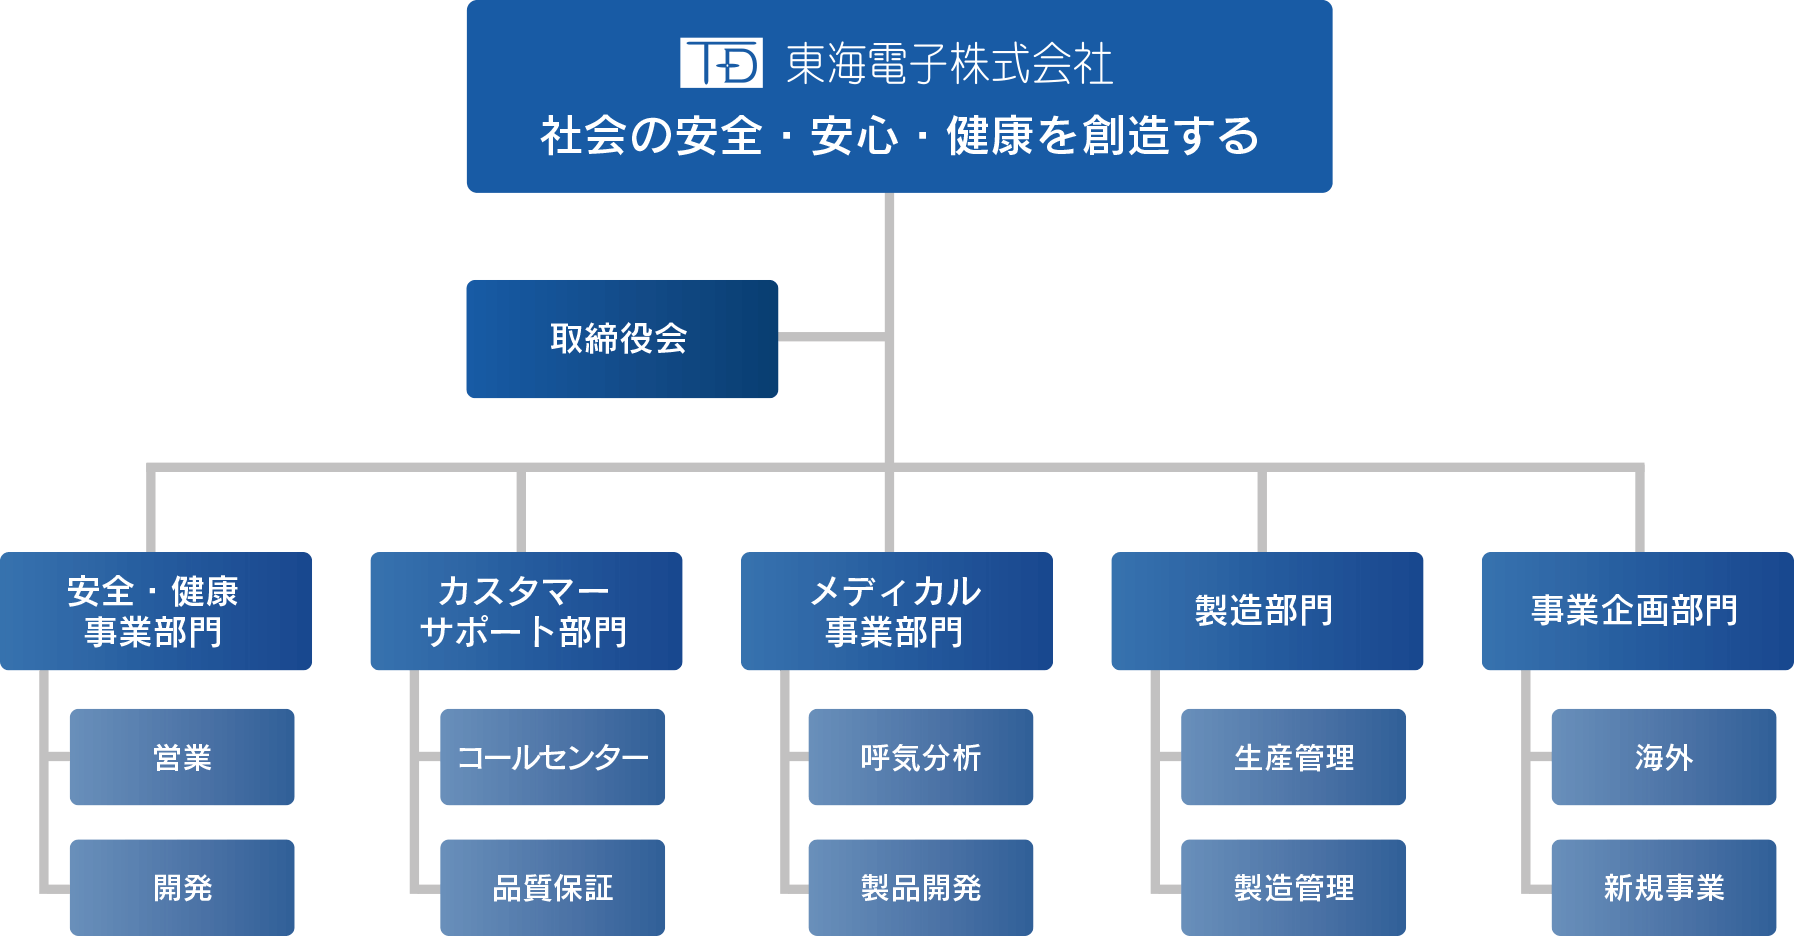 TD 東海電子株式会社
社会の安全・安心・健康を創造する
取締役会
安全・健康
事業部門
カスタマー
サポート部門
メディカル
事業部門
製造部門
事業企画部門
営業
コールセンター
呼気分析
生産管理
海外
開発
品質保証
製品開発
製造管理
新規事業